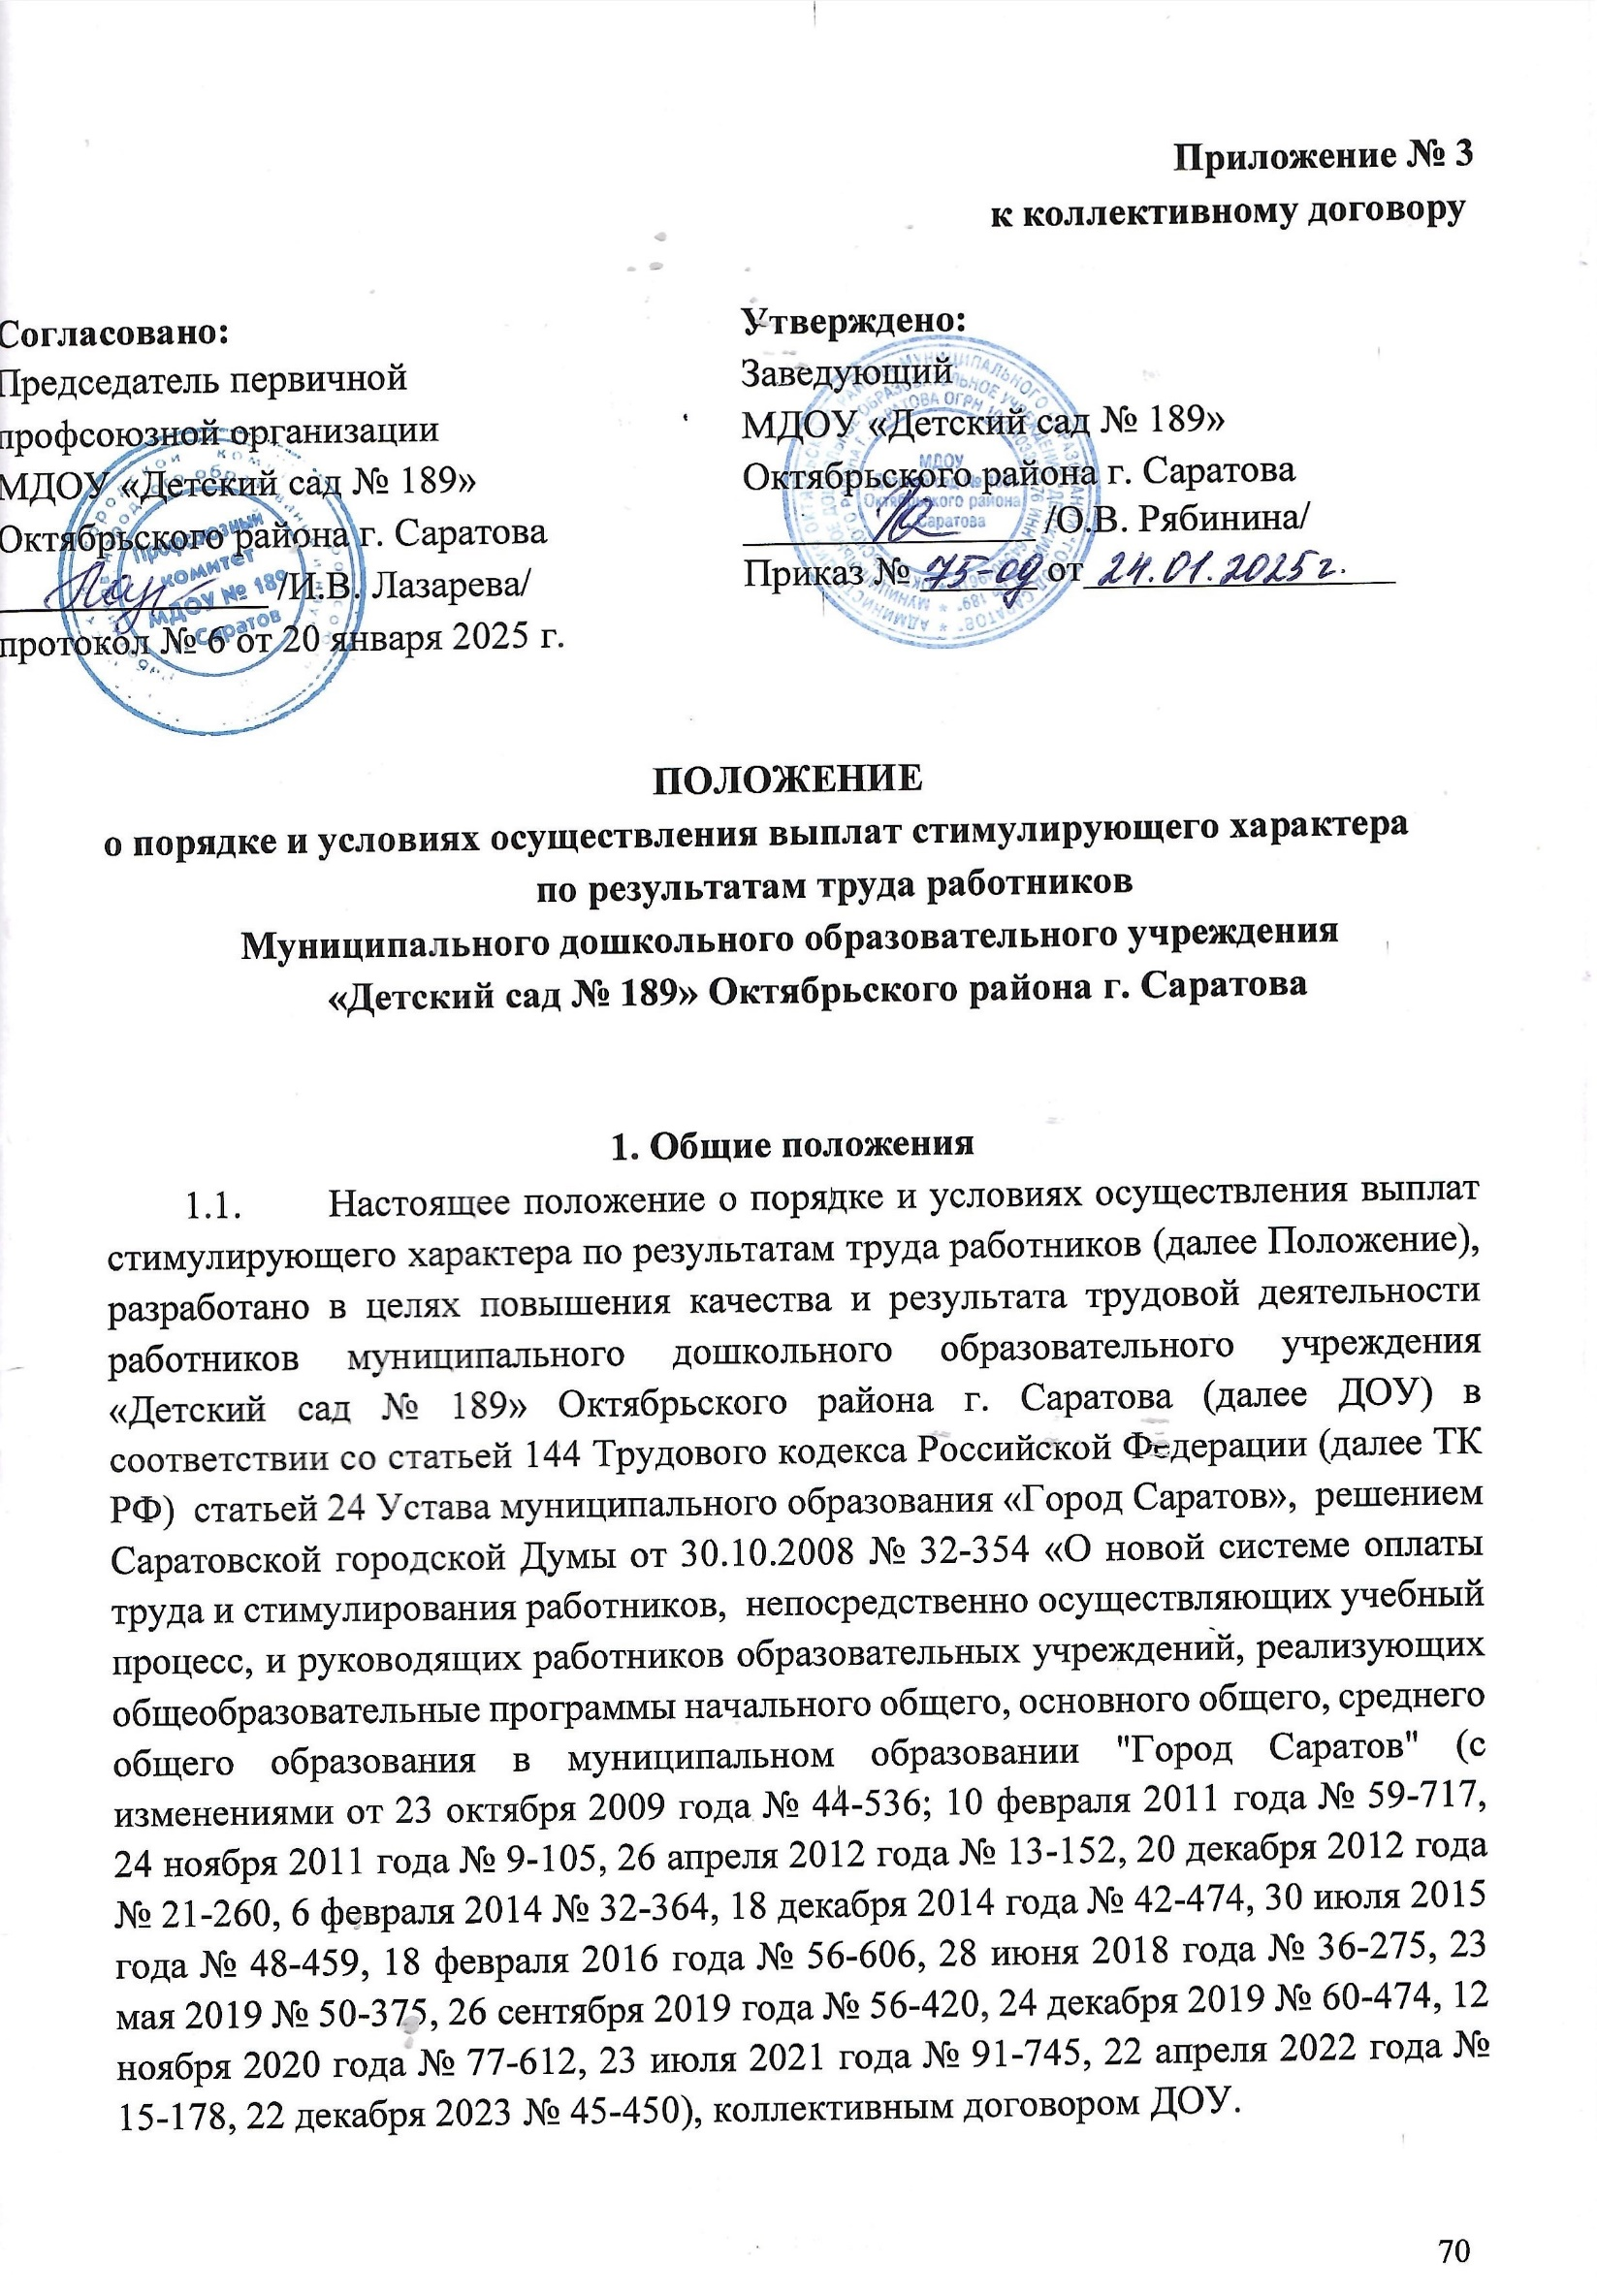 Приложение № 3
к коллективному договору
Согласовано:
Председатель первичной
профсоюзной организации
МДОУ «Детский сад № 189»
Октябрьского района г. Саратова
/И.В. Лазарева/
протокол № 6 от 20 января 2025 г.
Профсоюзный
комитет
МДОУ № 189
Саратов
Утверждено:
Заведующий
МДОУ «Детский сад № 189»
Октябрьского района г. Саратова
/О.В. Рябинина/
Приказ № 75-од от 24.01.2025 г.
МДОУ
Октябрьского района
Саратова
ПОЛОЖЕНИЕ
о порядке и условиях осуществления выплат стимулирующего характера
по результатам труда работников
Муниципального дошкольного образовательного учреждения
«Детский сад № 189» Октябрьского района г. Саратова
1. Общие положения
1.1. Настоящее положение о порядке и условиях осуществления выплат
стимулирующего характера по результатам труда работников (далее Положение),
разработано в целях повышения качества и результата трудовой деятельности
работников муниципального дошкольного образовательного учреждения
«Детский сад № 189» Октябрьского района г. Саратова (далее ДОУ) в
соответствии со статьей 144 Трудового кодекса Российской Федерации (далее ТК
РФ) статьей 24 Устава муниципального образования «Город Саратов», решением
Саратовской городской Думы от 30.10.2008 № 32-354 «О новой системе оплаты
труда и стимулирования работников, непосредственно осуществляющих учебный
процесс, и руководящих работников образовательных учреждений, реализующих
общеобразовательные программы начального общего, основного общего, среднего
общего образования в муниципальном образовании "Город Саратов" (с
изменениями от 23 октября 2009 года № 44-536; 10 февраля 2011 года № 59-717,
24 ноября 2011 года № 9-105, 26 апреля 2012 года № 13-152, 20 декабря 2012 года
№ 21-260, 6 февраля 2014 № 32-364, 18 декабря 2014 года № 42-474, 30 июля 2015
года № 48-459, 18 февраля 2016 года № 56-606, 28 июня 2018 года № 36-275, 23
мая 2019 № 50-375, 26 сентября 2019 года № 56-420, 24 декабря 2019 № 60-474, 12
ноября 2020 года № 77-612, 23 июля 2021 года № 91-745, 22 апреля 2022 года №
15-178, 22 декабря 2023 № 45-450), коллективным договором ДОУ.
70